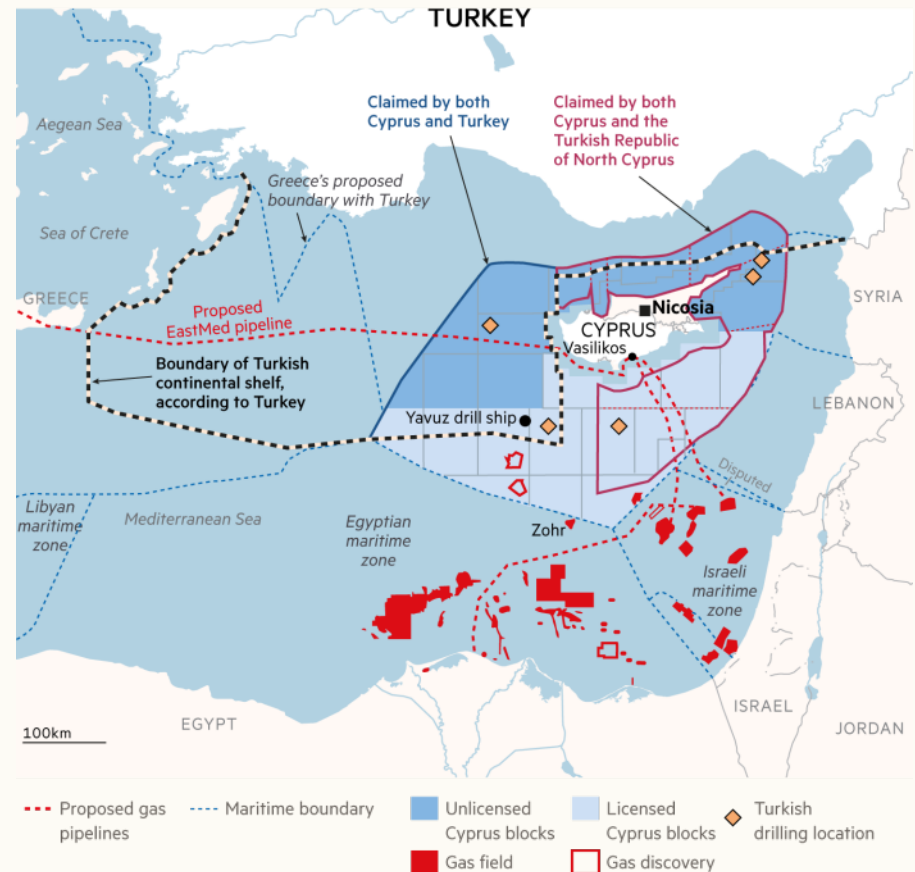 TURKEY
Claimed by both
Cyprus and Turkey
Claimed by both
Cyprus and the
Turkish Republic
of North Cyprus
Aegean Sea
Greece's proposed
boundary with Turkey
Sea of Crete
GREECE
Proposed
EastMed pipeline
Nicosia
CYPRUS
Vasilikos
SYRIA
Boundary of Turkish
continental shelf,
according to Turkey
Yavuz drill ship
LEBANON
Disputed
Libyan
maritime
zone
Mediterranean Sea
Egyptian
maritime
zone
Zohr
Israeli
maritime
zone
ISRAEL
EGYPT
JORDAN
100km
Proposed gas
pipelines
Maritime boundary
Unlicensed
Cyprus blocks
Licensed
Cyprus blocks
Turkish
drilling location
Gas field
Gas discovery